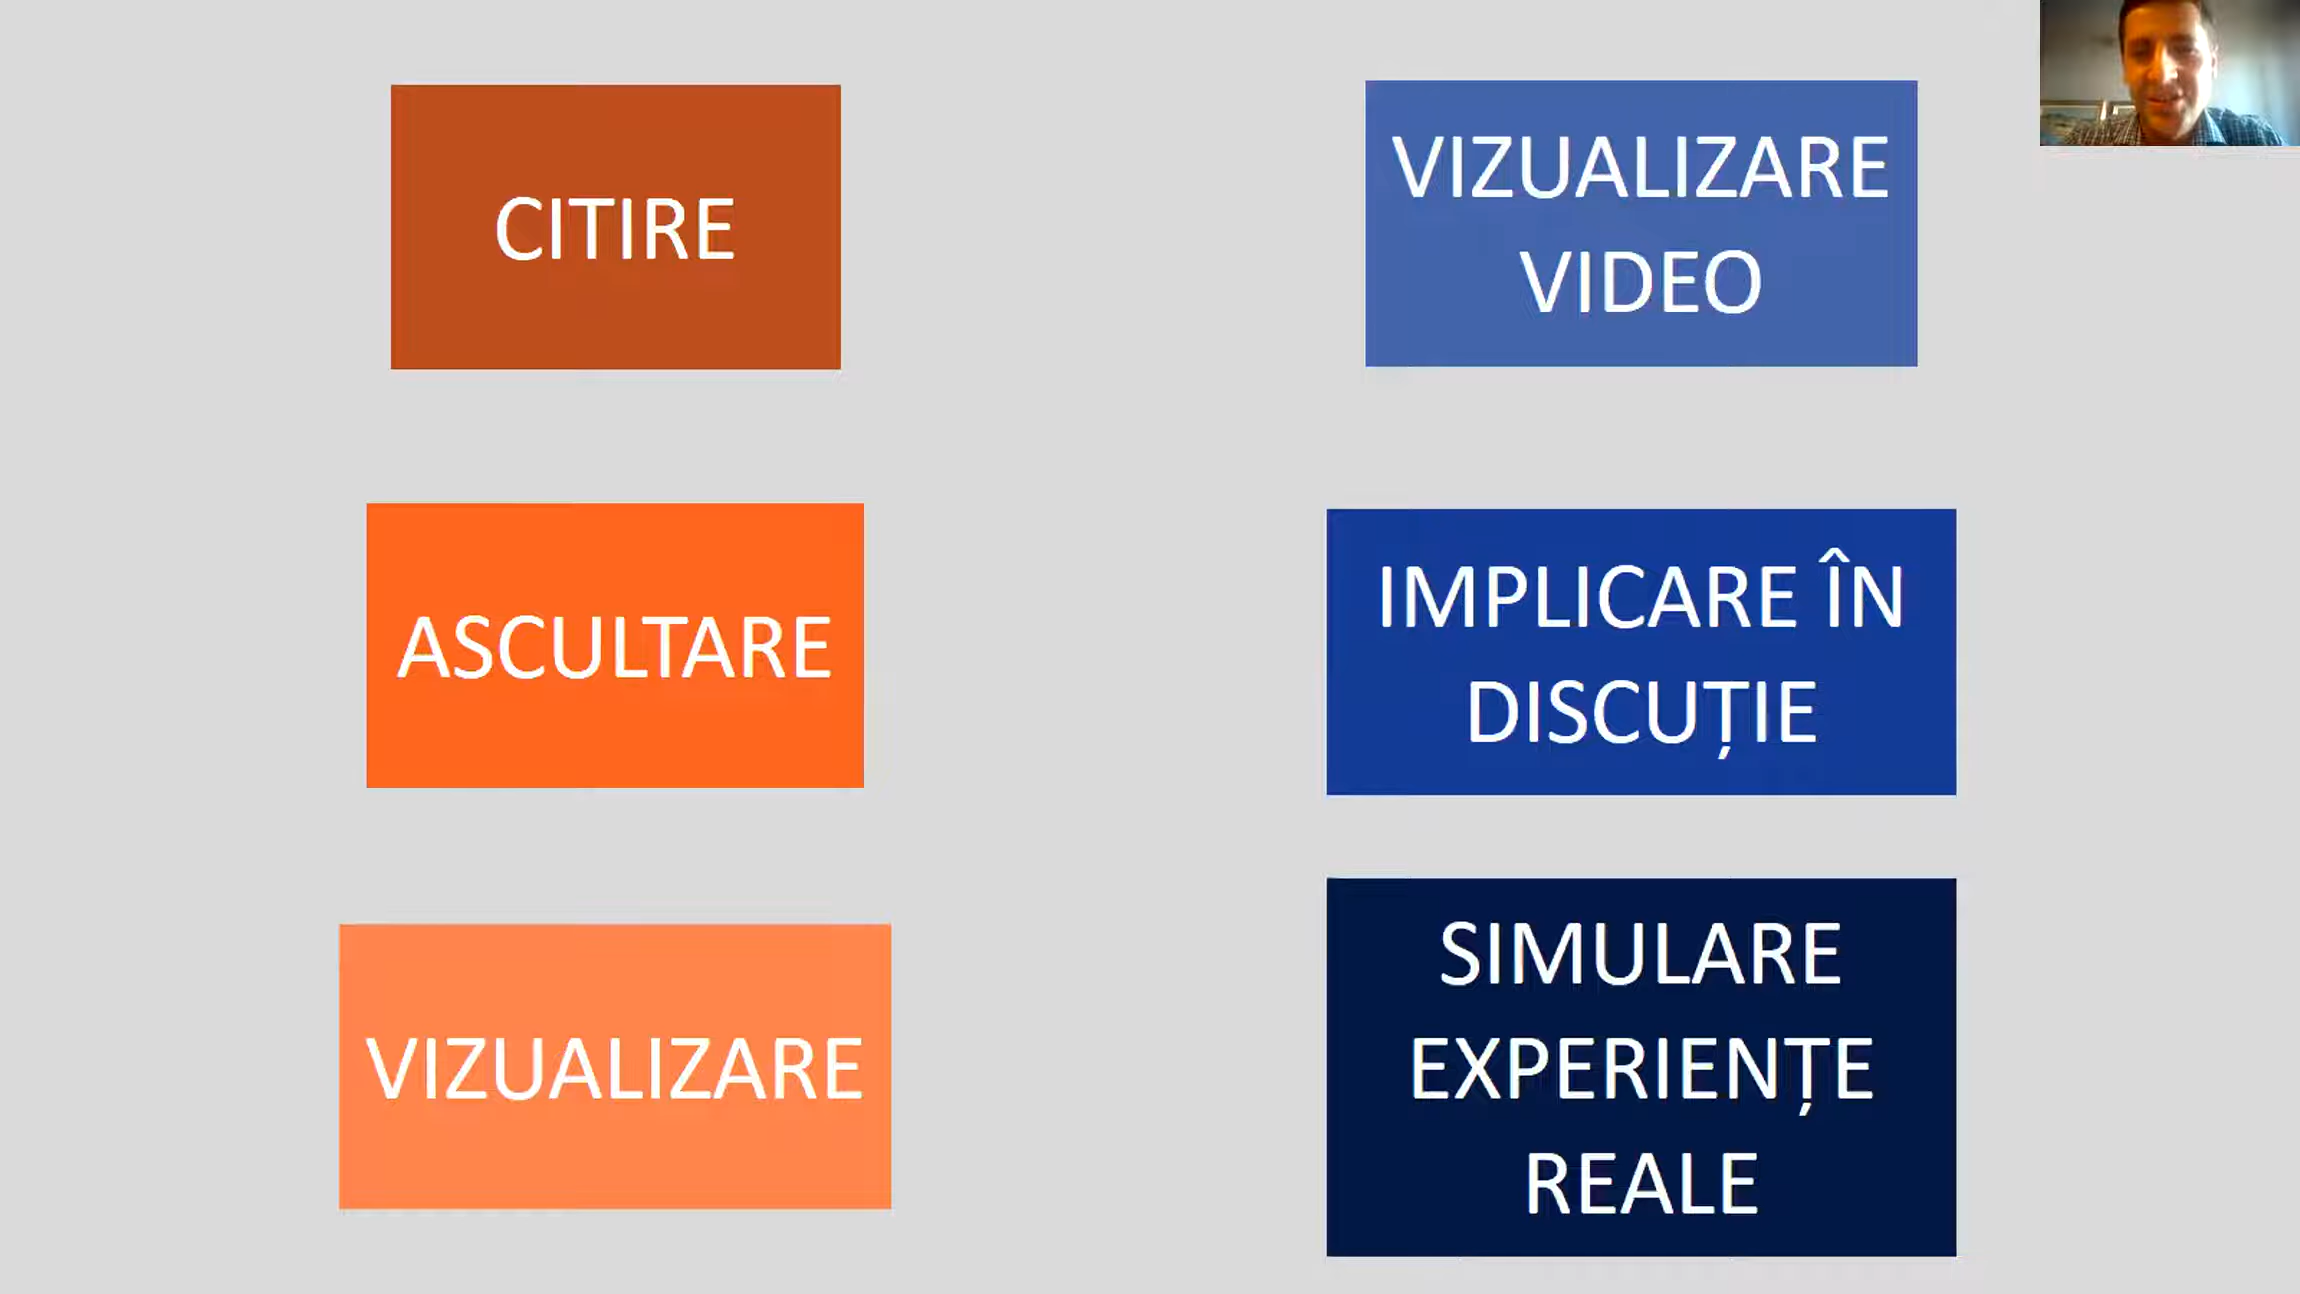 CITIRE
ASCULTARE
VIZUALIZARE
VIZUALIZARE
VIDEO
IMPLICARE ÎN
DISCUȚIE
SIMULARE
EXPERIENȚE
REALE